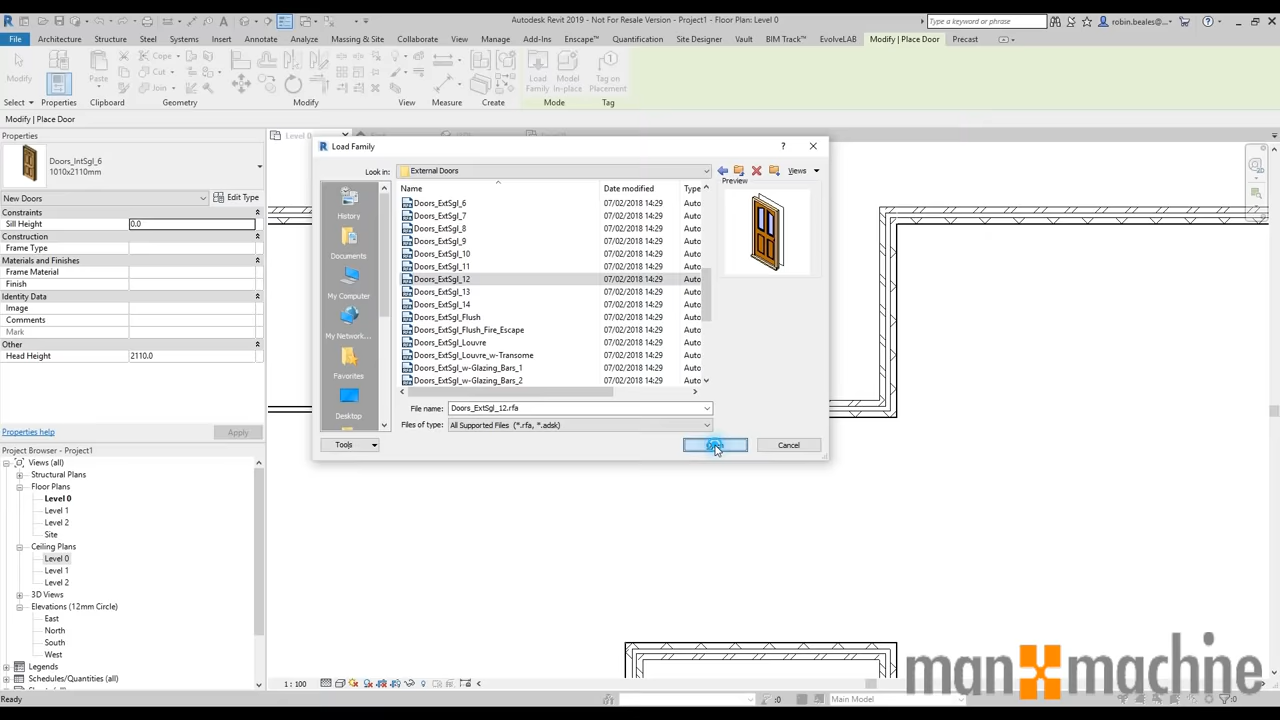 Autodesk Revit 2019 - Not For Resale Version - Project1 - Floor Plan: Level 0
Type a keyword or phrase
robin.beales@...
File Architecture Structure Steel Systems Insert Annotate Analyze Massing & Site Collaborate View Manage Add-Ins Enscape™ Quantification Site Designer Vault BIM Track™ EvolveLAB Modify | Place Door Precast
Modify Paste Cope Join Load Family Model In-place Tag on Placement
Select Properties Clipboard Geometry Modify View Measure Create Mode Tag
Modify | Place Door
Properties
Doors_IntSgl_6
1010x2110mm
New Doors Edit Type
Constraints
Sill Height 0.0
Construction
Frame Type
Materials and Finishes
Frame Material
Finish
Identity Data
Image
Comments
Mark
Other
Head Height 2110.0
Properties help Apply
Project Browser - Project1
Views (all)
Structural Plans
Floor Plans
Level 0
Level 1
Level 2
Site
Ceiling Plans
Level 0
Level 1
Level 2
3D Views
Elevations (12mm Circle)
East
North
South
West
Legends
Schedules/Quantities (all)
Ready
Level 0
Load Family
Look in: External Doors Views
Preview
Name Date modified Type
Doors_ExtSgl_6 07/02/2018 14:29 Auto
Doors_ExtSgl_7 07/02/2018 14:29 Auto
Doors_ExtSgl_8 07/02/2018 14:29 Auto
Doors_ExtSgl_9 07/02/2018 14:29 Auto
Doors_ExtSgl_10 07/02/2018 14:29 Auto
Doors_ExtSgl_11 07/02/2018 14:29 Auto
Doors_ExtSgl_12 07/02/2018 14:29 Auto
Doors_ExtSgl_13 07/02/2018 14:29 Auto
Doors_ExtSgl_14 07/02/2018 14:29 Auto
Doors_ExtSgl_Flush 07/02/2018 14:29 Auto
Doors_ExtSgl_Flush_Fire_Escape 07/02/2018 14:29 Auto
Doors_ExtSgl_Louvre 07/02/2018 14:29 Auto
Doors_ExtSgl_Louvre_w-Transome 07/02/2018 14:29 Auto
Doors_ExtSgl_w-Glazing_Bars_1 07/02/2018 14:29 Auto
Doors_ExtSgl_w-Glazing_Bars_2 07/02/2018 14:29 Auto
History
Documents
My Computer
My Network...
Favorites
Desktop
File name: Doors_ExtSgl_12.rfa
Files of type: All Supported Files (*.rfa, *.adsk)
Tools Cancel
1 : 100
:0 Main Model :0
man machine